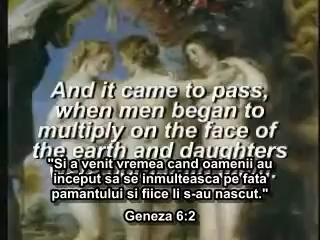 And it came to pass,
when men began to
multiply on the face of
the earth and daughters
"Si a venit vremea cand oamenii au
inceput sa se inmulteasca pe fata
pamantului si fiice li s-au nascut."
Geneza 6:2